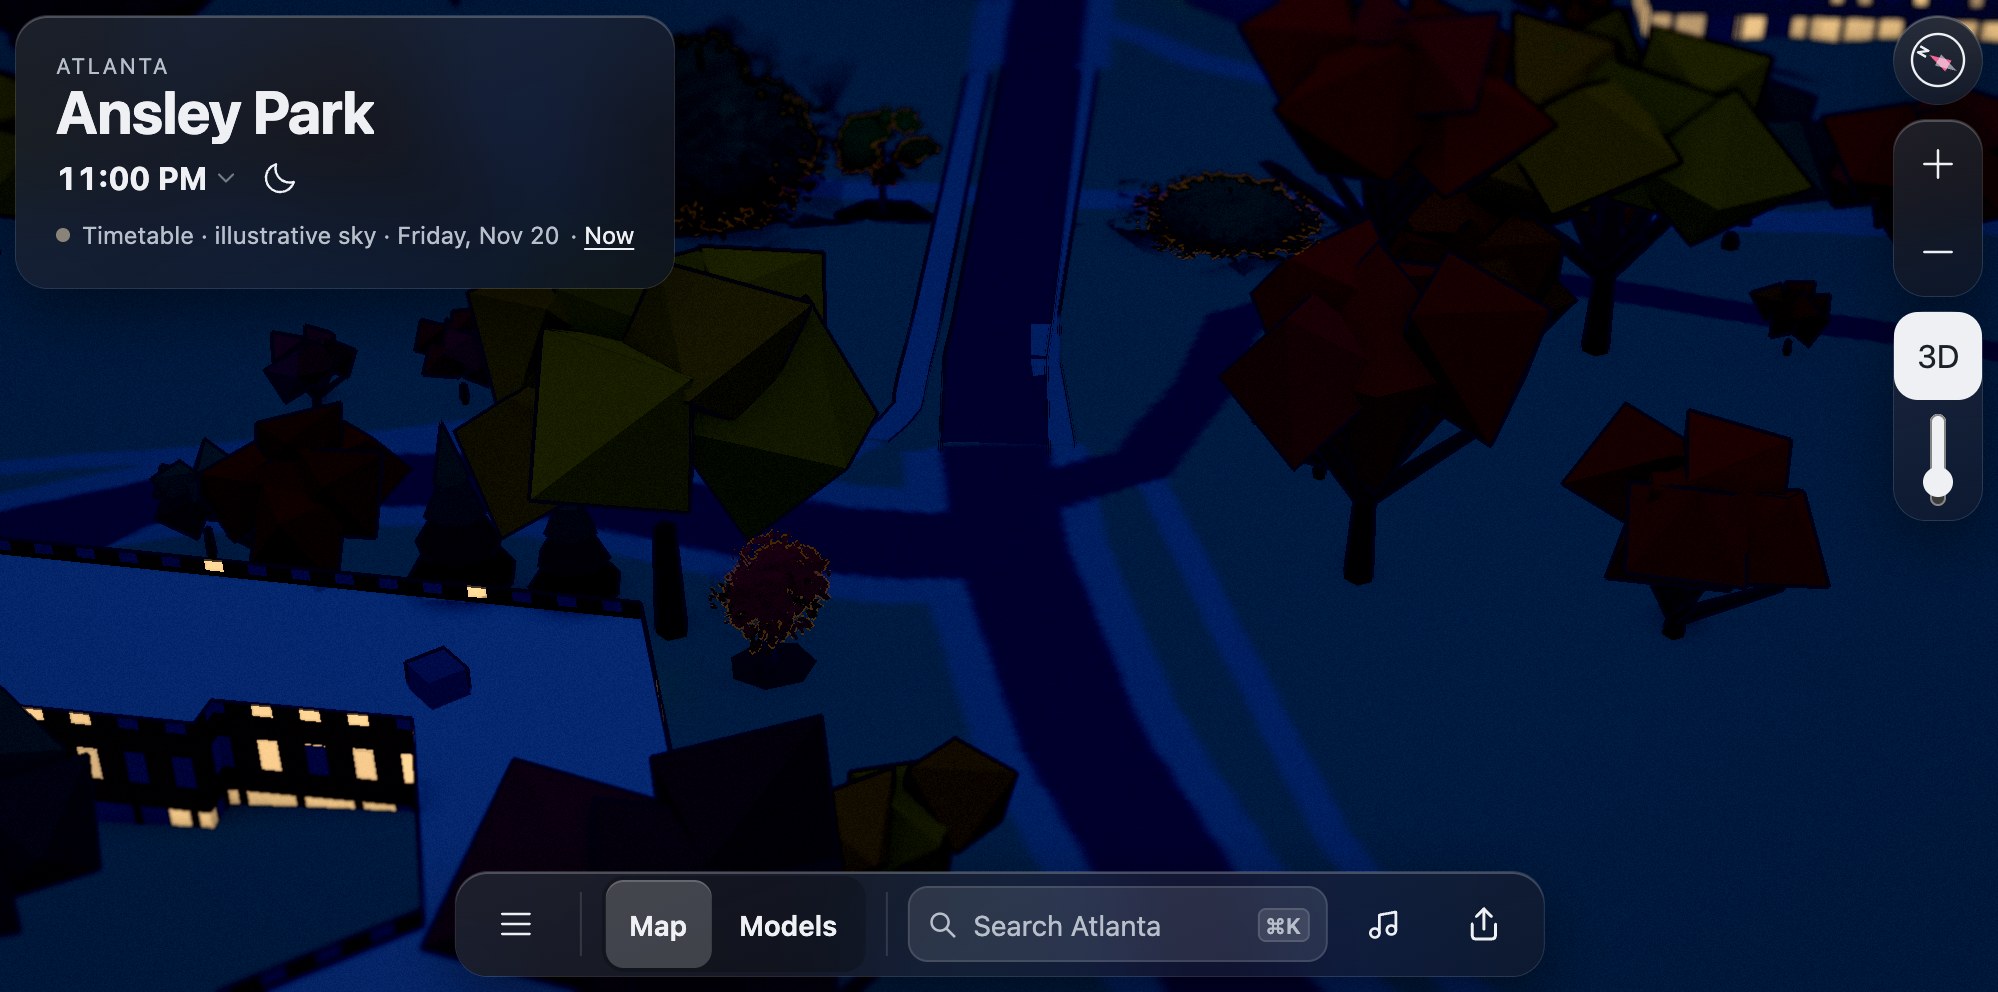 ATLANTA
Ansley Park
11:00 PM
Timetable · illustrative sky · Friday, Nov 20 · Now
N
3D
Map
Models
Search Atlanta
⌘K